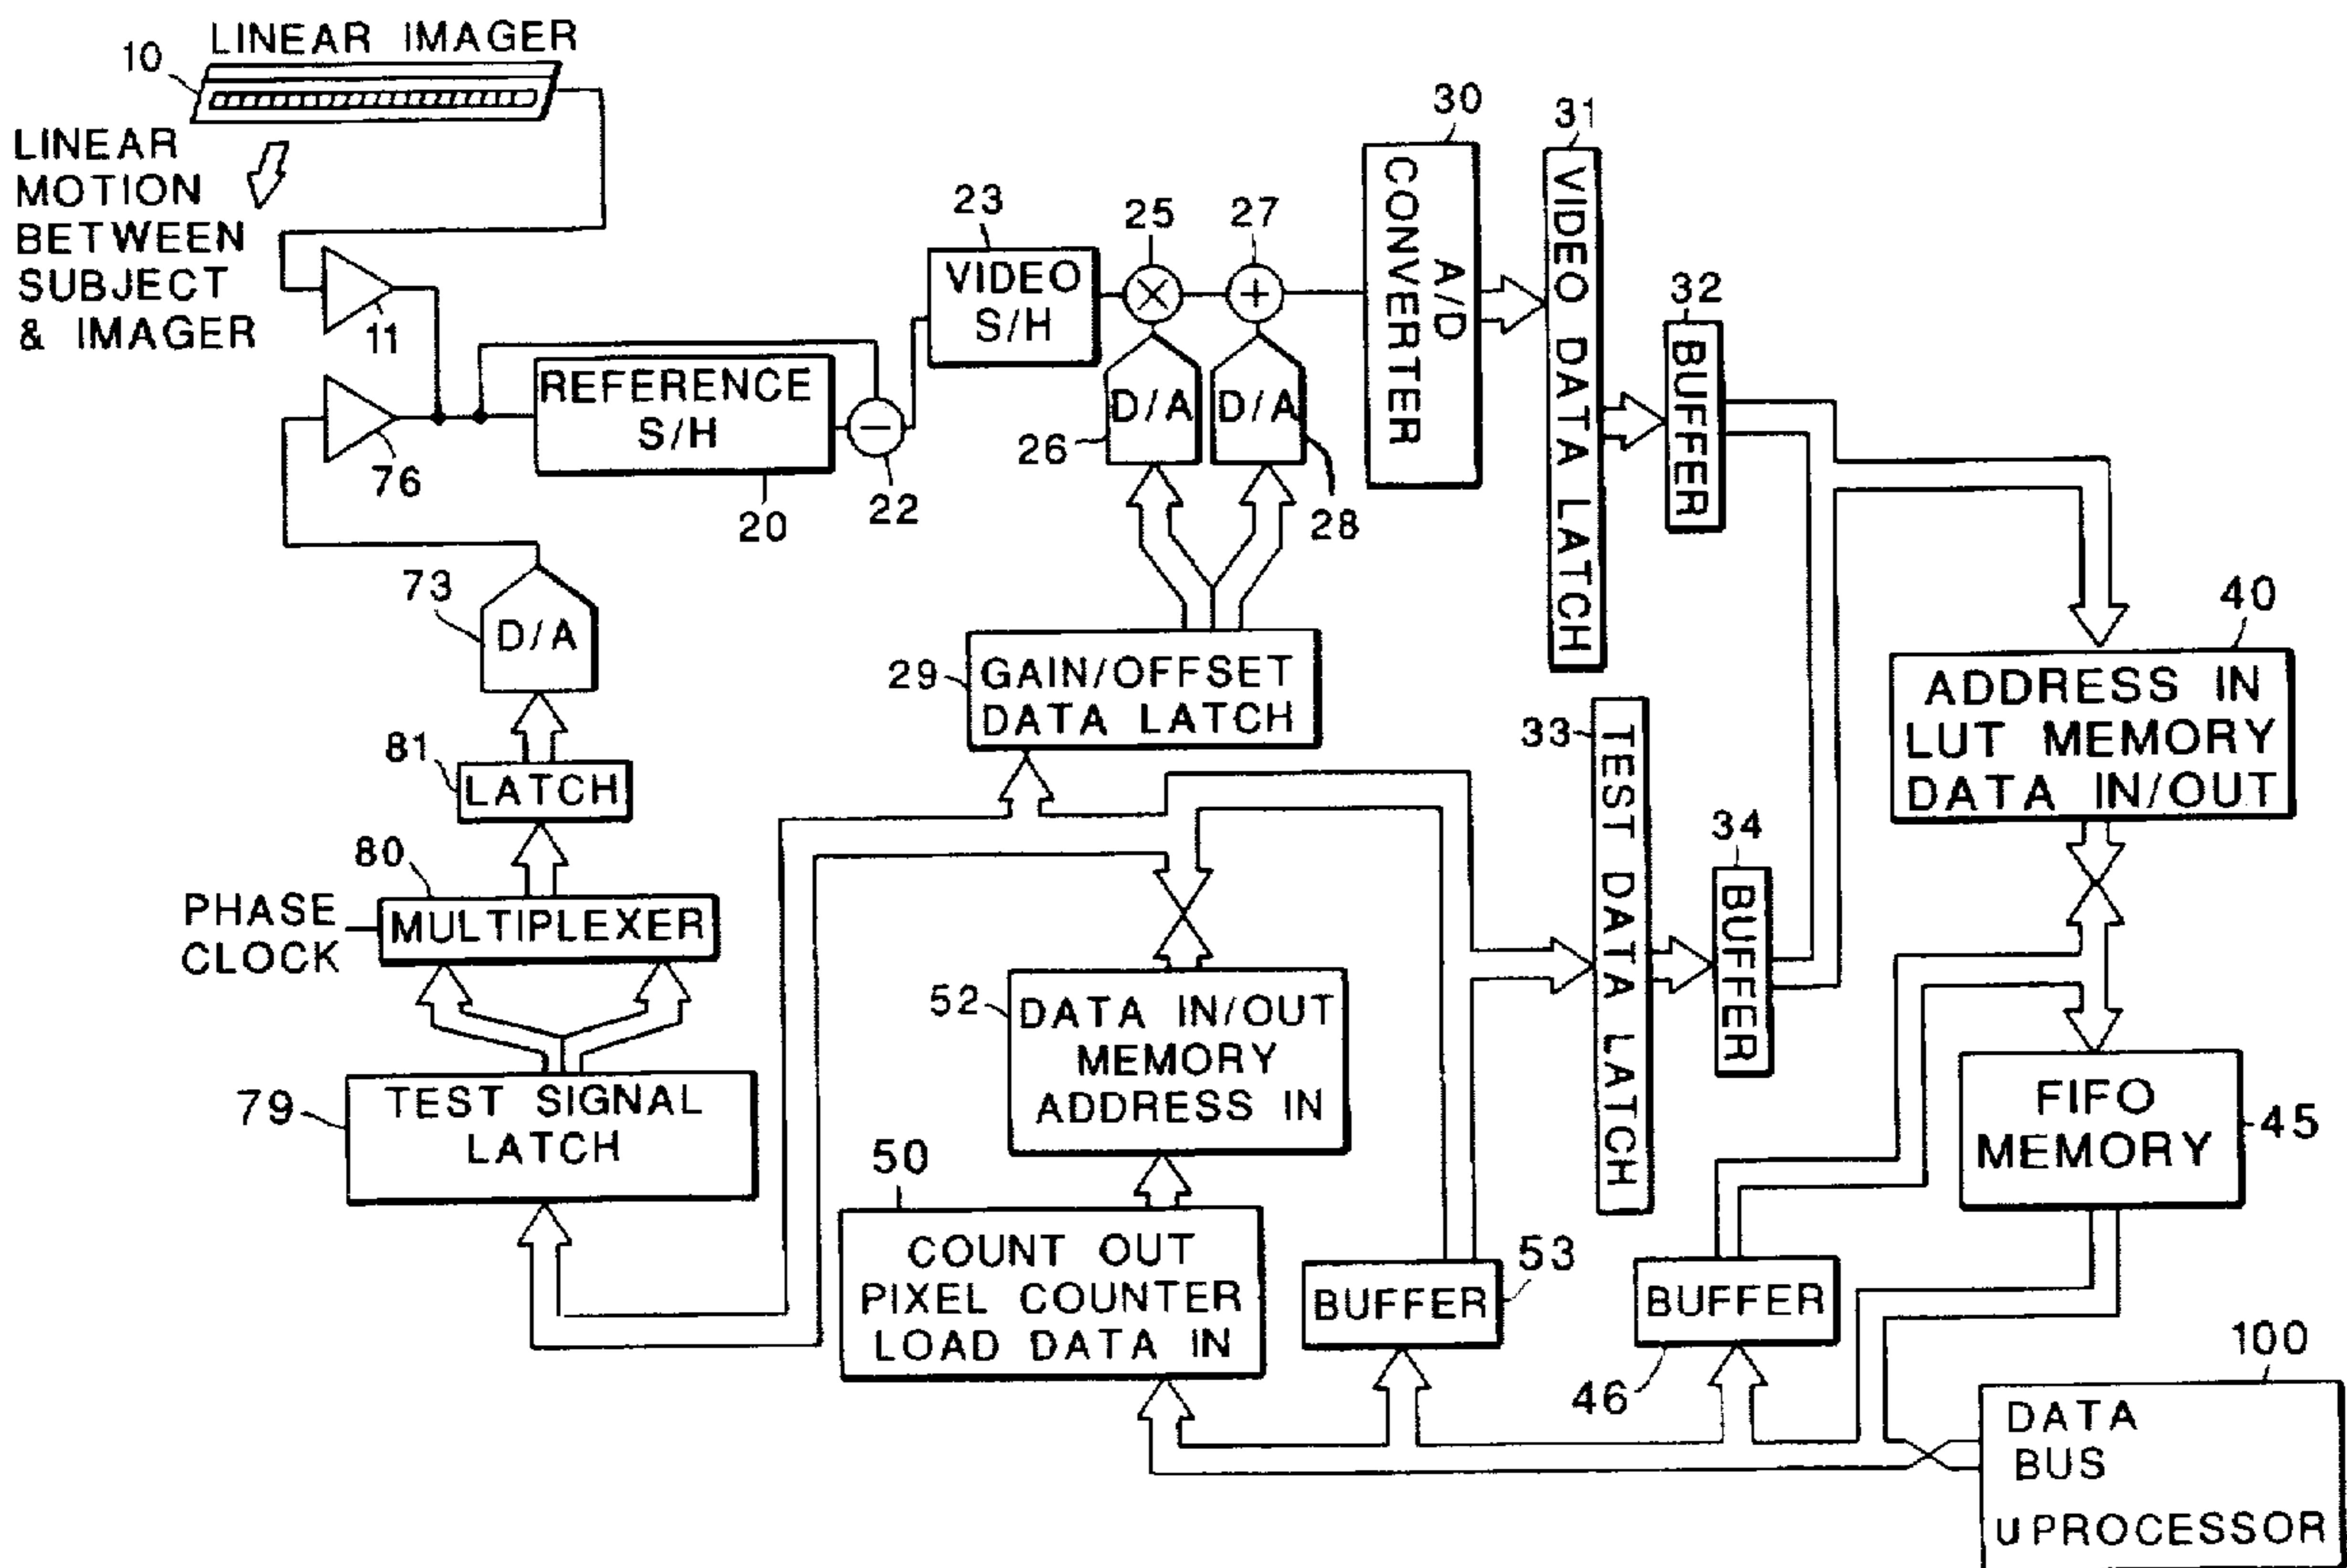 LINEAR IMAGER
10
LINEAR
MOTION
BETWEEN
SUBJECT
& IMAGER
11
76
REFERENCE
S/H
20
22
23
VIDEO
S/H
25
27
D/A
26
D/A
28
30
A/D
CONVERTER
31
VIDEO DATA LATCH
32
BUFFER
73
D/A
81
LATCH
80
MULTIPLEXER
PHASE
CLOCK
79
TEST SIGNAL
LATCH
29
GAIN/OFFSET
DATA LATCH
33
TEST DATA LATCH
34
BUFFER
40
ADDRESS IN
LUT MEMORY
DATA IN/OUT
52
DATA IN/OUT
MEMORY
ADDRESS IN
50
COUNT OUT
PIXEL COUNTER
LOAD DATA IN
BUFFER
53
BUFFER
46
FIFO
MEMORY
45
100
DATA
BUS
uPROCESSOR